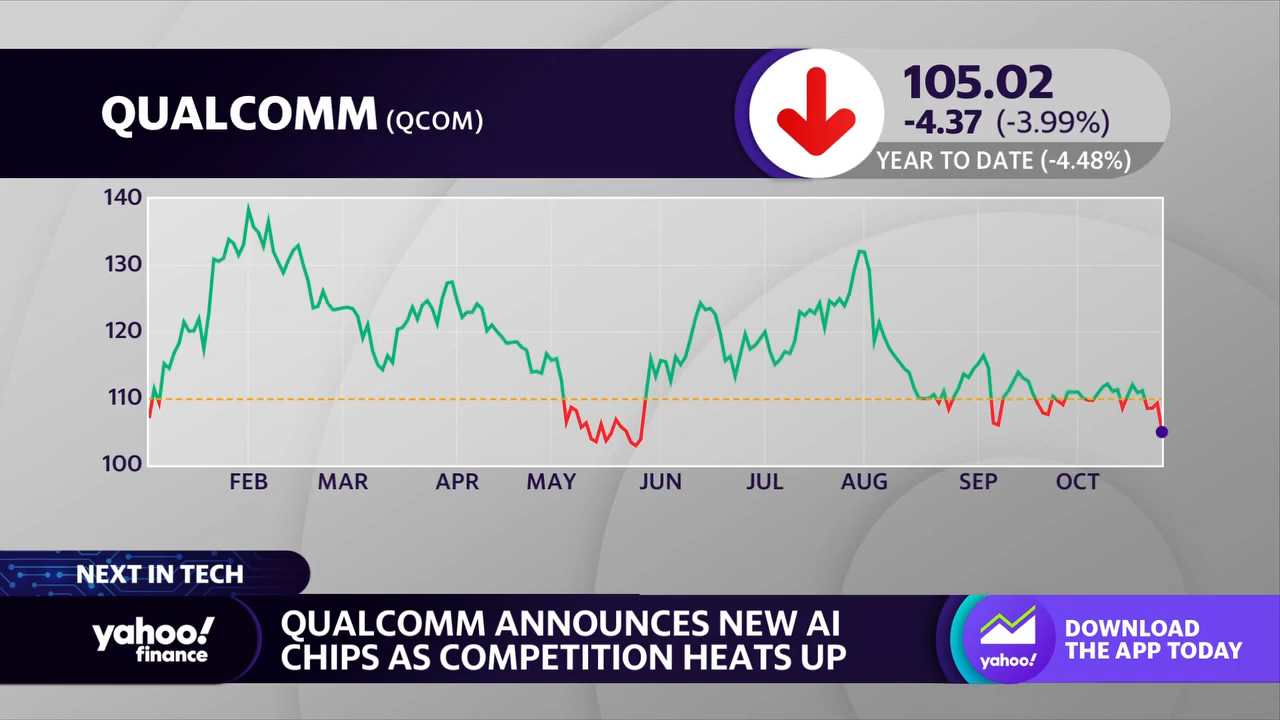 QUALCOMM (QCOM)
105.02
-4.37 (-3.99%)
YEAR TO DATE (-4.48%)
140
130
120
110
100
FEB MAR APR MAY JUN JUL AUG SEP OCT
NEXT IN TECH
yahoo!
finance
QUALCOMM ANNOUNCES NEW AI
CHIPS AS COMPETITION HEATS UP
yahoo!
DOWNLOAD
THE APP TODAY